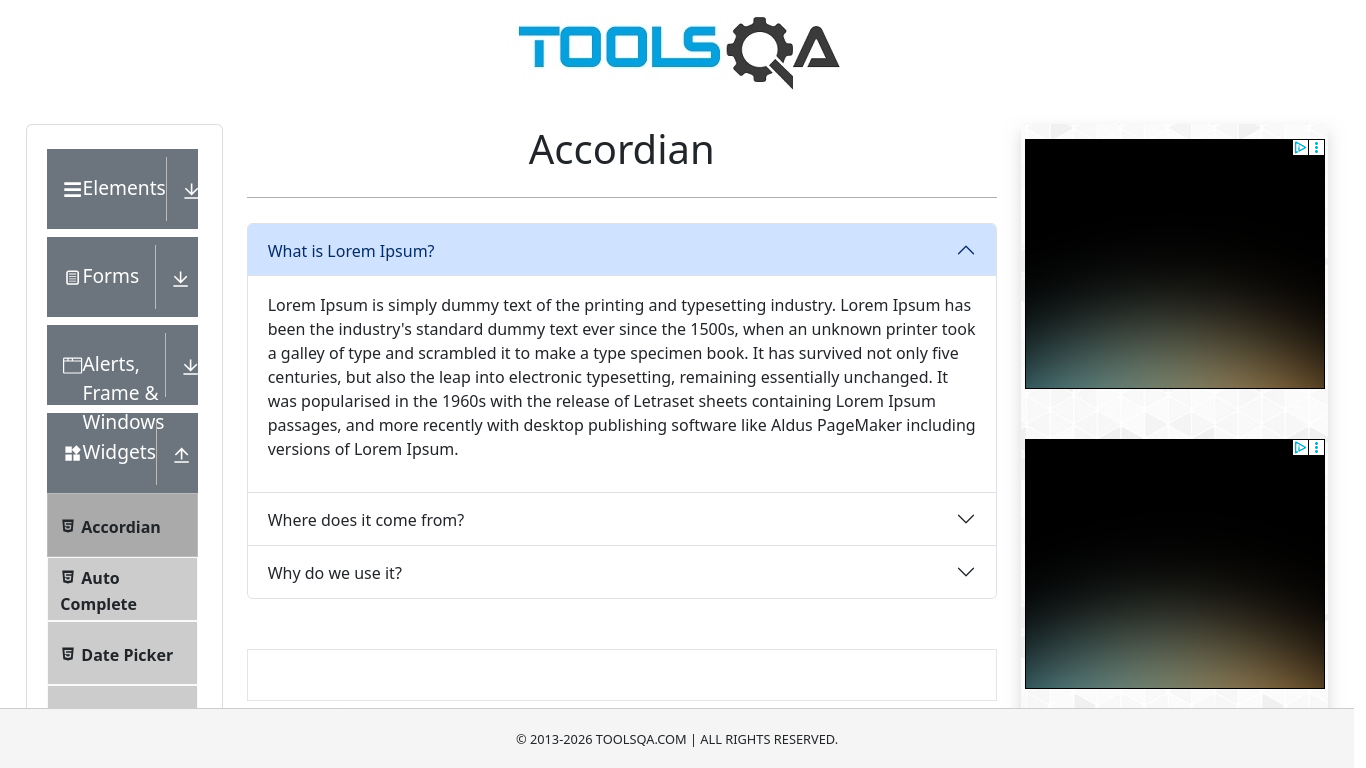 TOOLSQA
Elements
Forms
Alerts,
Frame &
Windows
Widgets
Accordian
Auto
Complete
Date Picker
Accordian
What is Lorem Ipsum?
Lorem Ipsum is simply dummy text of the printing and typesetting industry. Lorem Ipsum has
been the industry's standard dummy text ever since the 1500s, when an unknown printer took
a galley of type and scrambled it to make a type specimen book. It has survived not only five
centuries, but also the leap into electronic typesetting, remaining essentially unchanged. It
was popularised in the 1960s with the release of Letraset sheets containing Lorem Ipsum
passages, and more recently with desktop publishing software like Aldus PageMaker including
versions of Lorem Ipsum.
Where does it come from?
Why do we use it?
© 2013-2026 TOOLSQA.COM | ALL RIGHTS RESERVED.